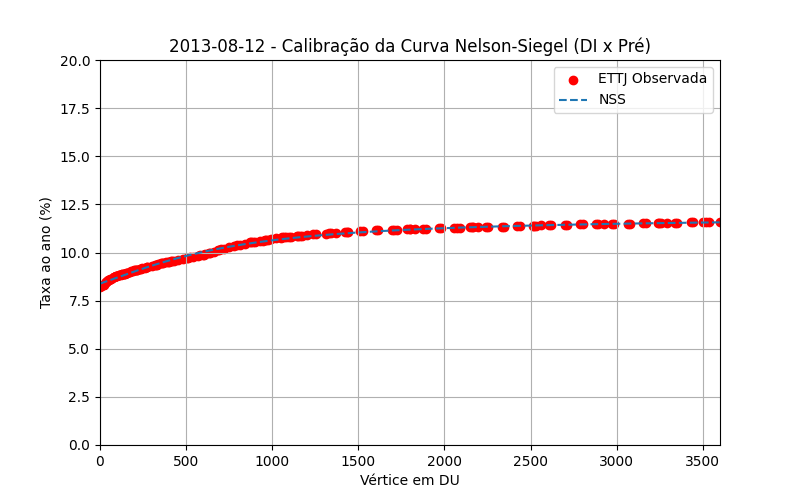 2013-08-12 - Calibração da Curva Nelson-Siegel (DI x Pré)
ETTJ Observada
NSS
Taxa ao ano (%)
20.0
17.5
15.0
12.5
10.0
7.5
5.0
2.5
0.0
0 500 1000 1500 2000 2500 3000 3500
Vértice em DU